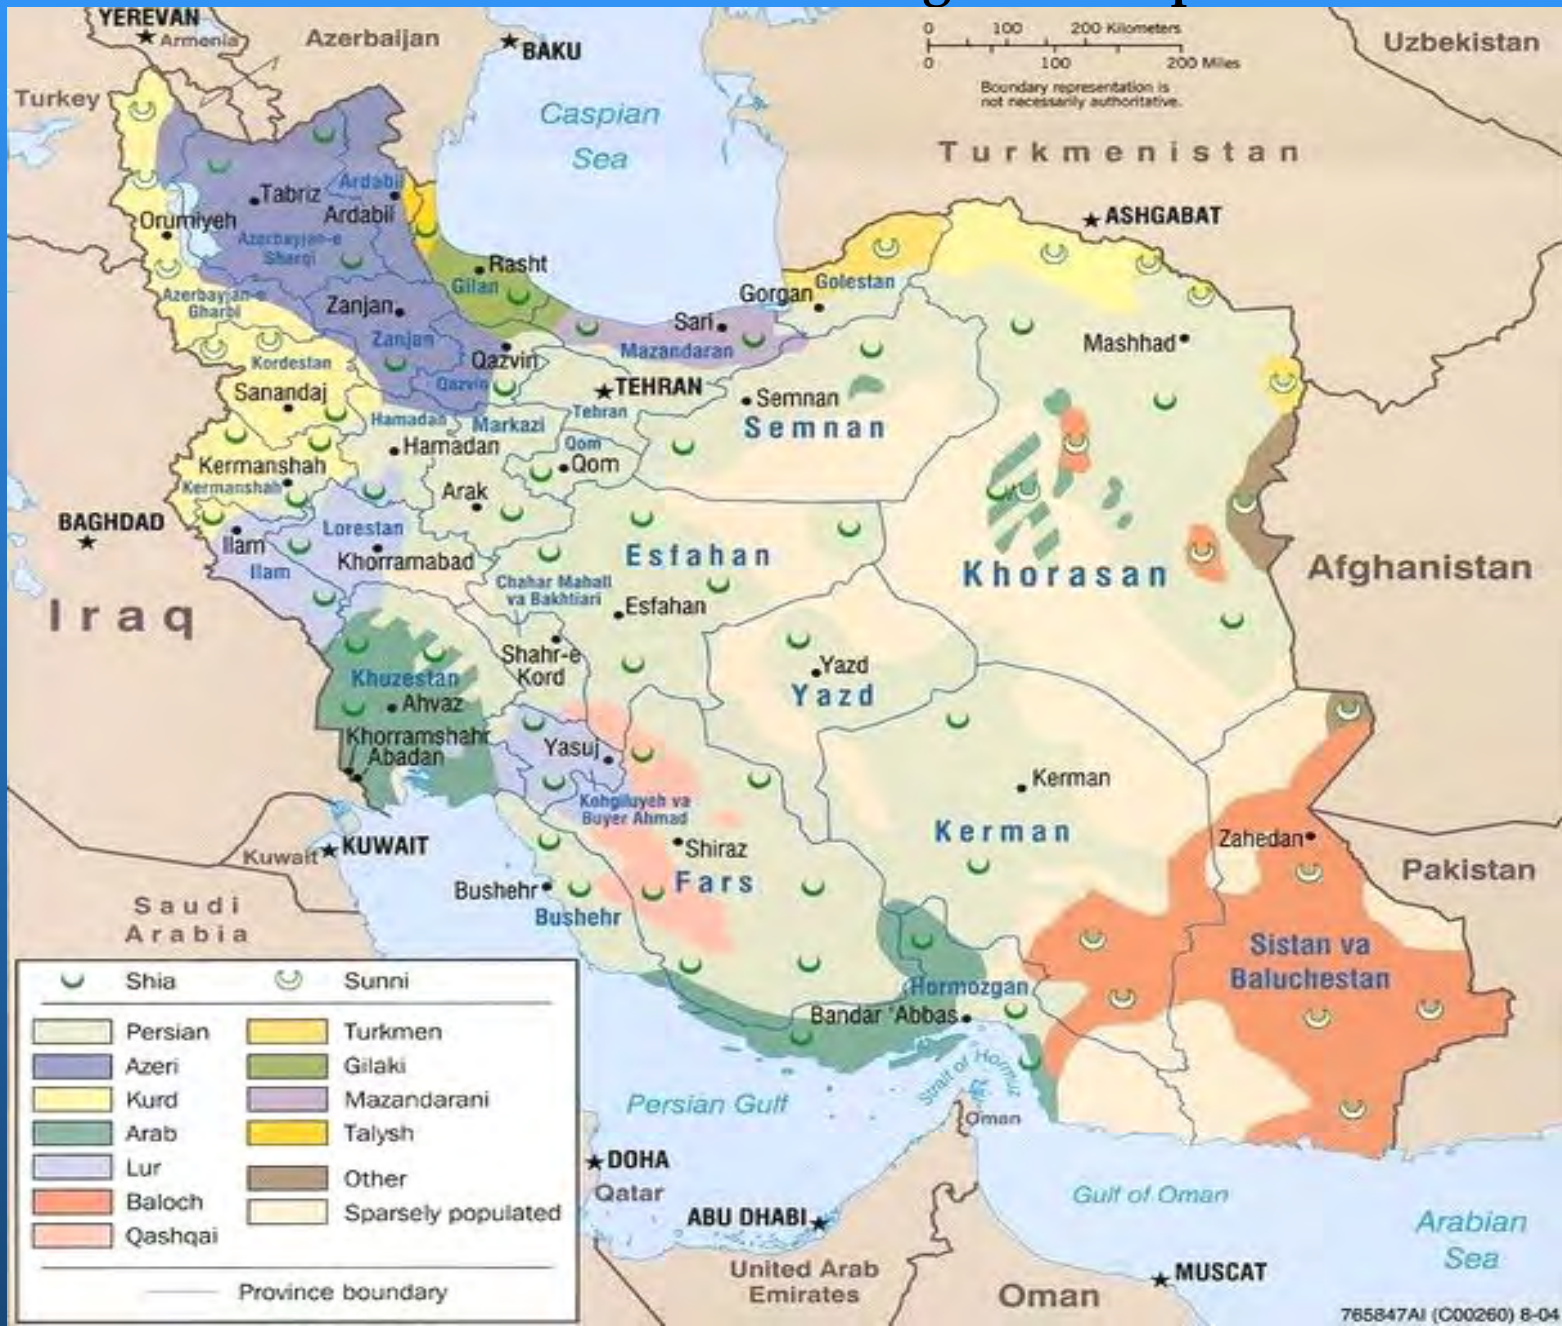 YEREVAN
Armenia
Azerbaijan
BAKU
Turkey
Caspian
Sea
0 100 200 Kilometers
0 100 200 Miles
Boundary representation is
not necessarily authoritative.
Uzbekistan
Turkmenistan
ASHGABAT
Tabriz
Ardabil
Ardabil
Orumiyeh
Azerbayjan-e
Sharqi
Rasht
Gilan
Azerbayjan-e
Gharbi
Zanjan
Zanjan
Golestan
Gorgan
Sari
Mazandaran
Mashhad
Kordestan
Qazvin
Qazvin
Sanandaj
TEHRAN
Tehran
Semnan
Semnan
Hamadan
Markazi
Hamadan
Qom
Qom
Kermanshah
Kermanshah
Arak
BAGHDAD
Lorestan
Ilam
Ilam
Khorramabad
Esfahan
Khorasan
Afghanistan
Chahar Mahall
va Bakhtiari
Esfahan
Iraq
Shahr-e
Kord
Yazd
Yazd
Khuzestan
Ahvaz
Khorramshahr
Abadan
Yasuj
Kohgiluyeh va
Buyer Ahmad
Kerman
Kerman
Zahedan
KUWAIT
Kuwait
Shiraz
Fars
Pakistan
Bushehr
Bushehr
Saudi
Arabia
Sistan va
Baluchestan
Hormozgan
Bandar 'Abbas
Strait of Hormuz
Persian Gulf
Oman
DOHA
Qatar
ABU DHABI
Gulf of Oman
Arabian
Sea
United Arab
Emirates
Oman
MUSCAT
Shia
Sunni
Persian
Azeri
Kurd
Arab
Lur
Baloch
Qashqai
Turkmen
Gilaki
Mazandarani
Talysh
Other
Sparsely populated
Province boundary
765847AI (C00260) 8-04